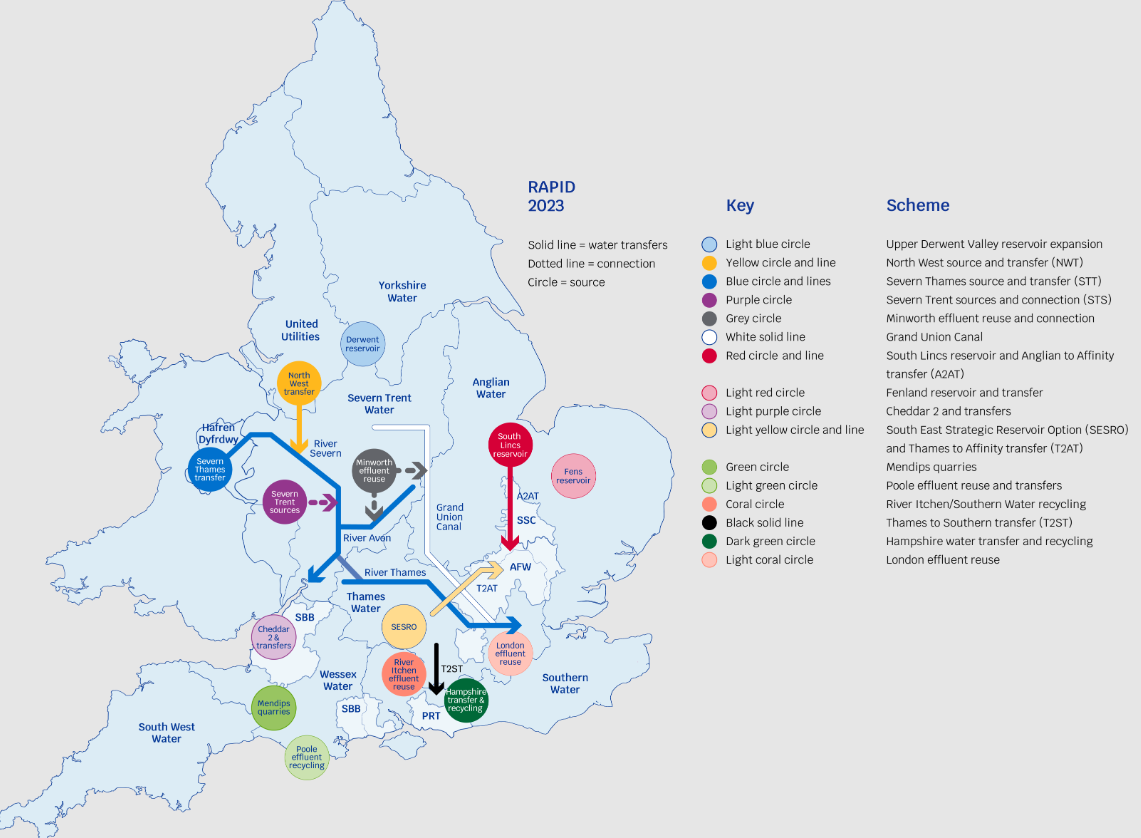 RAPID
2023
Solid line = water transfers
Dotted line = connection
Circle = source
Key
Scheme
Light blue circle
Upper Derwent Valley reservoir expansion
Yellow circle and line
North West source and transfer (NWT)
Blue circle and lines
Severn Thames source and transfer (STT)
Purple circle
Severn Trent sources and connection (STS)
Grey circle
Minworth effluent reuse and connection
White solid line
Grand Union Canal
Red circle and line
South Lincs reservoir and Anglian to Affinity
transfer (A2AT)
Light red circle
Fenland reservoir and transfer
Light purple circle
Cheddar 2 and transfers
Light yellow circle and line
South East Strategic Reservoir Option (SESRO)
and Thames to Affinity transfer (T2AT)
Green circle
Mendips quarries
Light green circle
Poole effluent reuse and transfers
Coral circle
River Itchen/Southern Water recycling
Black solid line
Thames to Southern transfer (T2ST)
Dark green circle
Hampshire water transfer and recycling
Light coral circle
London effluent reuse
Yorkshire
Water
United
Utilities
Derwent
reservoir
North
West
transfer
Anglian
Water
Severn Trent
Water
Hafren
Dyfrdwy
River
Severn
South
Lincs
reservoir
Severn
Thames
transfer
Minworth
effluent
reuse
Fens
reservoir
Severn
Trent
sources
A2AT
Grand
Union
Canal
SSC
River Avon
AFW
River Thames
T2AT
Thames
Water
SBB
SESRO
Cheddar
2 &
transfers
London
effluent
reuse
River
Itchen
effluent
reuse
T2ST
Wessex
Water
Southern
Water
Hampshire
transfer &
recycling
Mendips
quarries
SBB
PRT
South West
Water
Poole
effluent
recycling